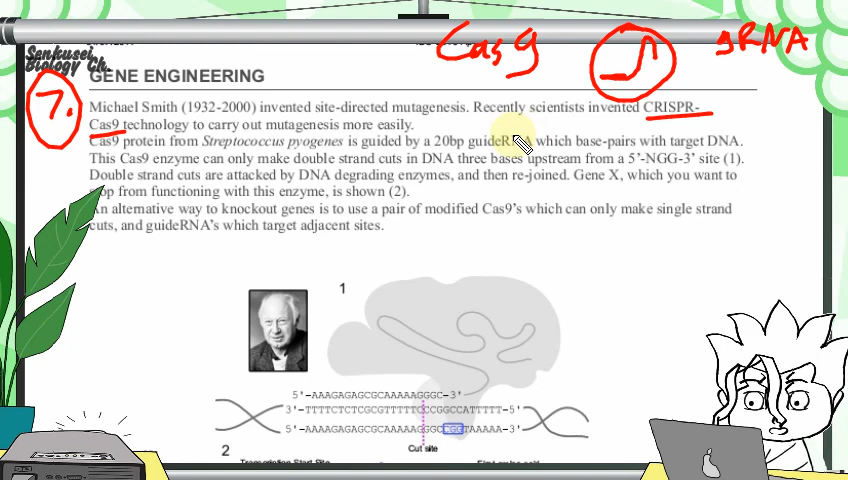 Cas9
gRNA
Senkusei
Biology Ch.
GENE ENGINEERING
7.
Michael Smith (1932-2000) invented site-directed mutagenesis. Recently scientists invented CRISPR-
Cas9 technology to carry out mutagenesis more easily.
Cas9 protein from Streptococcus pyogenes is guided by a 20bp guideRNA which base-pairs with target DNA.
This Cas9 enzyme can only make double strand cuts in DNA three bases upstream from a 5'-NGG-3' site (1).
Double strand cuts are attacked by DNA degrading enzymes, and then re-joined. Gene X, which you want to
stop from functioning with this enzyme, is shown (2).
An alternative way to knockout genes is to use a pair of modified Cas9's which can only make single strand
cuts, and guideRNA's which target adjacent sites.
1
5'-AAAGAGAGCGCAAAAAGGGC-3'
3'-TTTTCTCTCGCGTTTTTCCCGGCCATTTTT-5'
5'-AAAAGAGAGCGCAAAAAGGGCCGGTAAAAA-3'
Cut site
2
Transcription Start Site